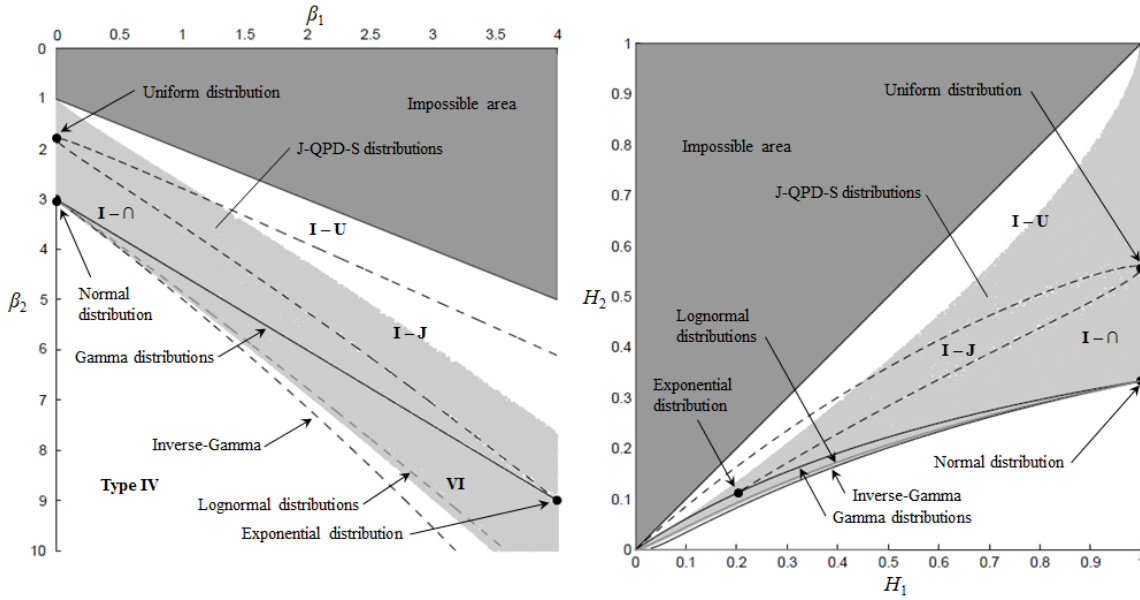 β1
0 0.5 1 1.5 2 2.5 3 3.5 4
0
1
2
3
4
5
6
7
8
9
10
β2
Uniform distribution
Impossible area
J-QPD-S distributions
I – ∩
I – U
Normal
distribution
I – J
Gamma distributions
Inverse-Gamma
Type IV
VI
Lognormal distributions
Exponential distribution
1
0.9
0.8
0.7
0.6
0.5
0.4
0.3
0.2
0.1
0
H2
Uniform distribution
Impossible area
J-QPD-S distributions
I – U
Lognormal
distributions
I – J
I – ∩
Exponential
distribution
Normal distribution
Inverse-Gamma
Gamma distributions
0 0.1 0.2 0.3 0.4 0.5 0.6 0.7 0.8 0.9 1
H1